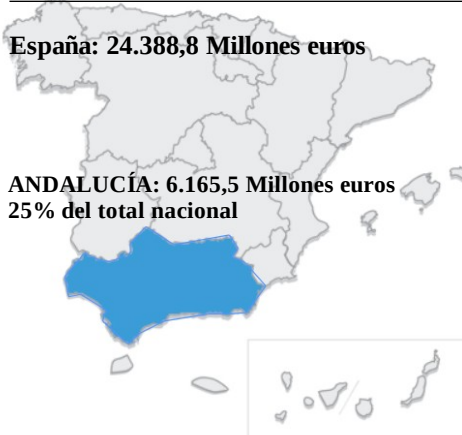 España: 24.388,8 Millones euros
ANDALUCÍA: 6.165,5 Millones euros
25% del total nacional